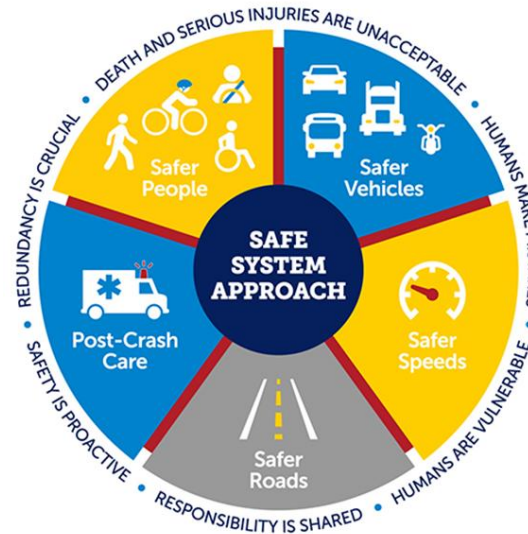 DEATH AND SERIOUS INJURIES ARE UNACCEPTABLE
HUMANS MAKE
HUMANS ARE VULNERABLE
RESPONSIBILITY IS SHARED
SAFETY IS PROACTIVE
REDUNDANCY IS CRUCIAL
Safer
People
Safer
Vehicles
SAFE
SYSTEM
APPROACH
Post-Crash
Care
Safer
Speeds
Safer
Roads